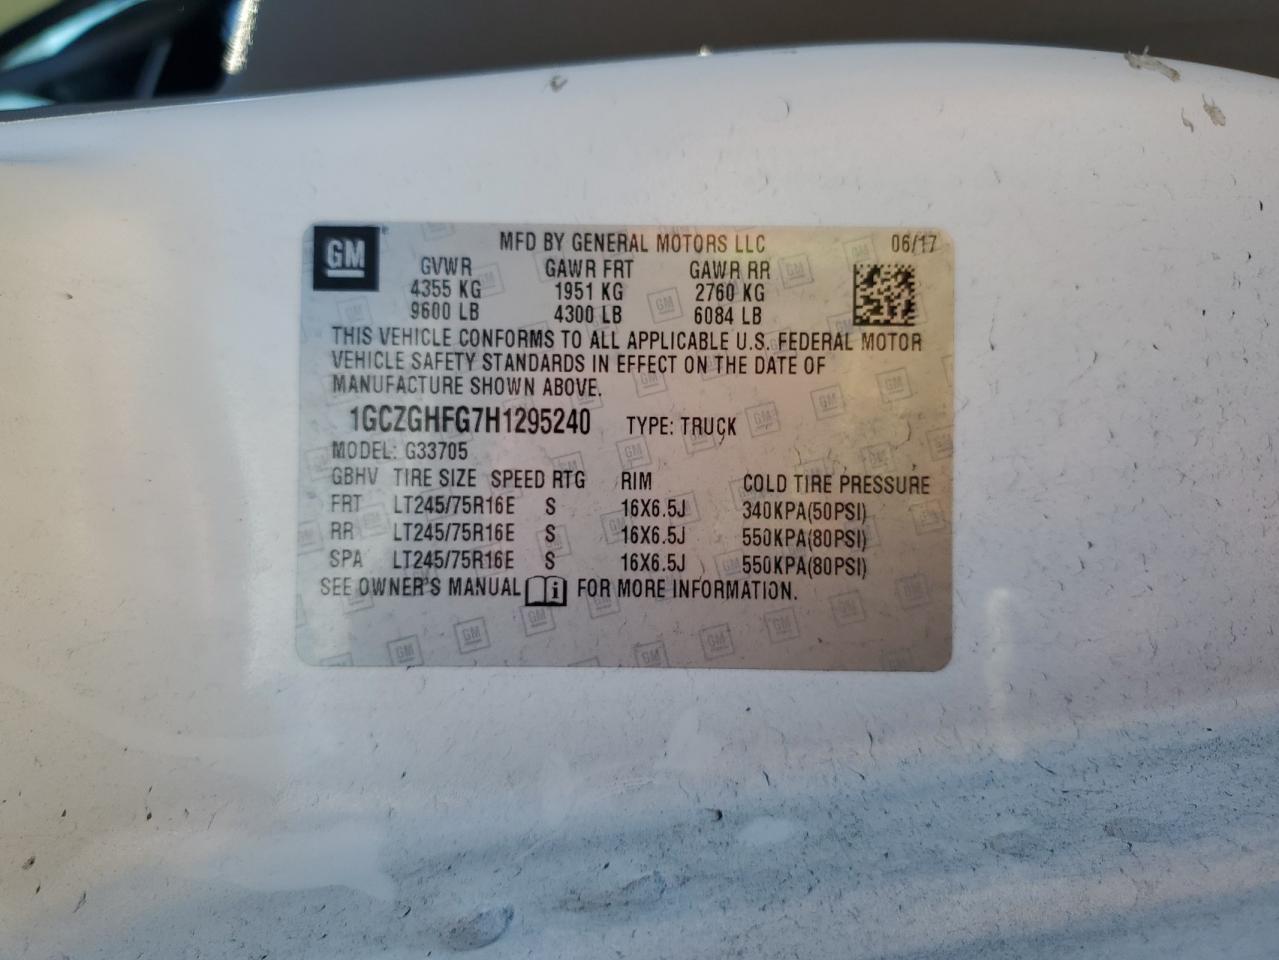 GM® MFD BY GENERAL MOTORS LLC 06/17
GVWR GAWR FRT GAWR RR
4355 KG 1951 KG 2760 KG
9600 LB 4300 LB 6084 LB
THIS VEHICLE CONFORMS TO ALL APPLICABLE U.S. FEDERAL MOTOR
VEHICLE SAFETY STANDARDS IN EFFECT ON THE DATE OF
MANUFACTURE SHOWN ABOVE.
1GCZGHFG7H1295240 TYPE: TRUCK
MODEL: G33705
GBHV TIRE SIZE SPEED RTG RIM COLD TIRE PRESSURE
FRT LT245/75R16E S 16X6.5J 340KPA(50PSI)
RR LT245/75R16E S 16X6.5J 550KPA(80PSI)
SPA LT245/75R16E S 16X6.5J 550KPA(80PSI)
SEE OWNER'S MANUAL i FOR MORE INFORMATION.